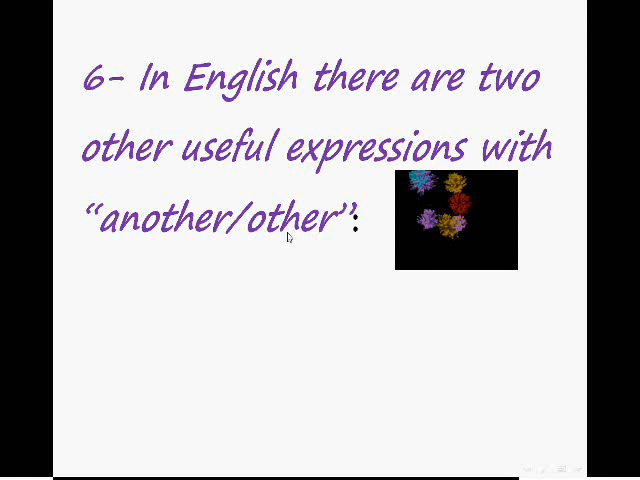 6- In English there are two
other useful expressions with
“another/other”: